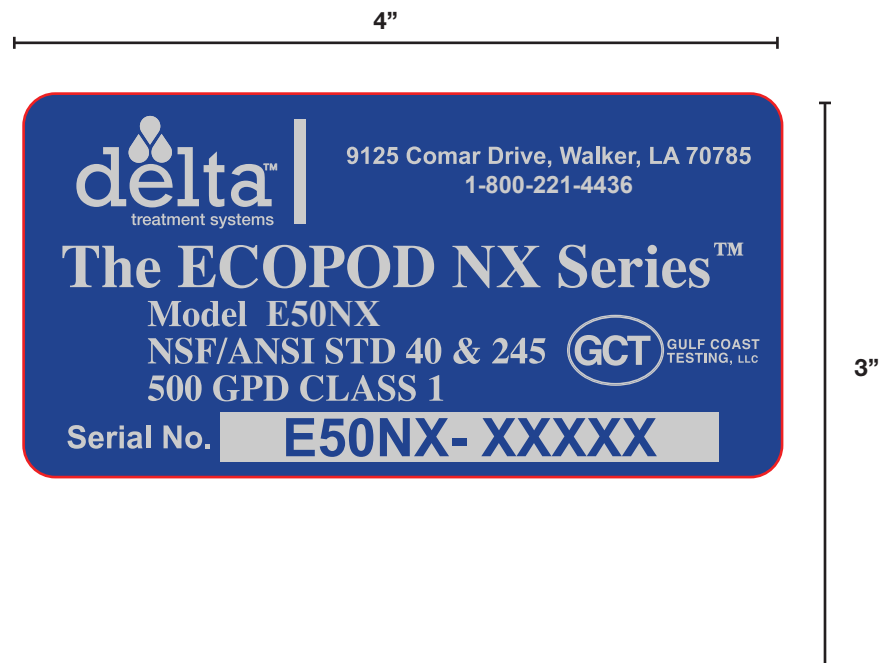 4”
delta™
treatment systems
9125 Comar Drive, Walker, LA 70785
1-800-221-4436
The ECOPOD NX Series™
Model E50NX
NSF/ANSI STD 40 & 245
500 GPD CLASS 1
GCT
GULF COAST
TESTING, LLC
Serial No. E50NX- XXXXX
3”